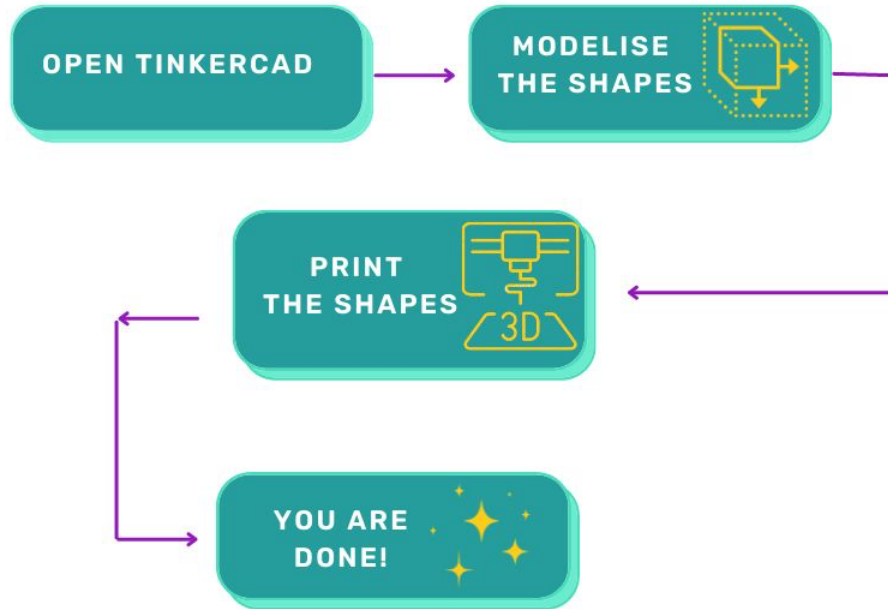 OPEN TINKERCAD
MODELISE
THE SHAPES
PRINT
THE SHAPES
3D
YOU ARE
DONE!